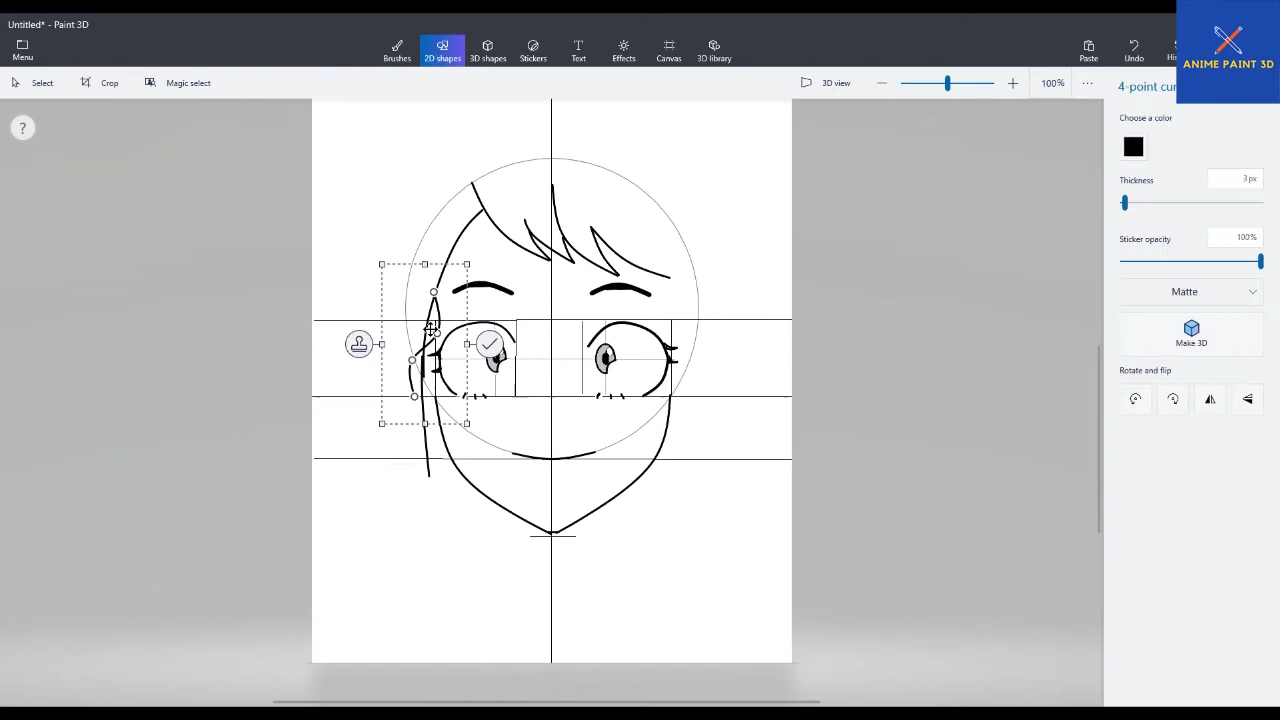 Untitled* - Paint 3D
Menu
Brushes
2D shapes
3D shapes
Stickers
Text
Effects
Canvas
3D library
Paste
Undo
ANIME PAINT 3D
Select
Crop
Magic select
3D view
100%
4-point
?
Choose a color
Thickness
3 px
Sticker opacity
100%
Matte
Make 3D
Rotate and flip